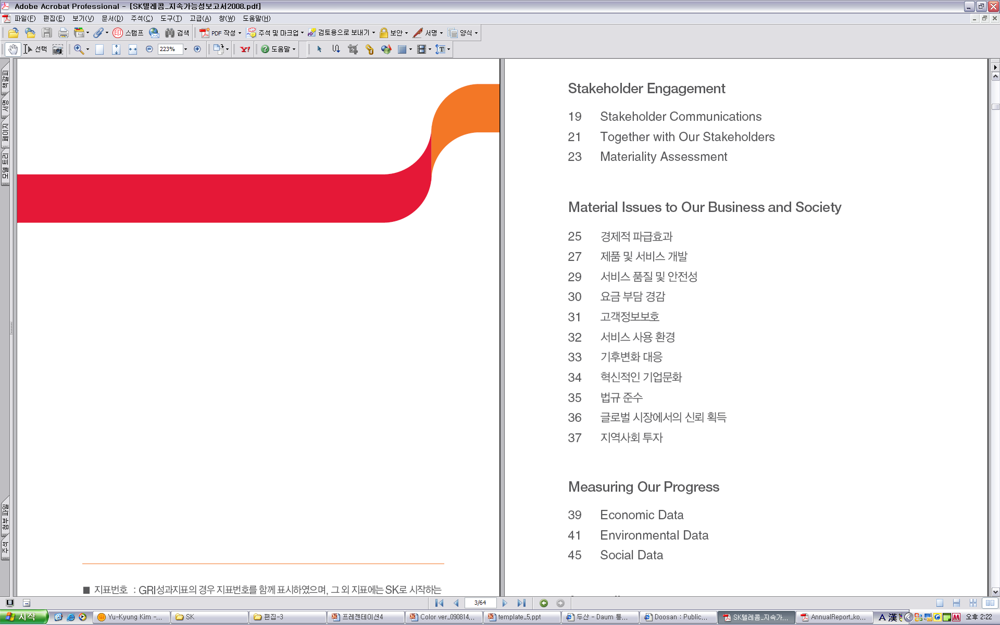 Adobe Acrobat Professional - [SK텔레콤_지속가능성보고서2008.pdf]
파일(F) 편집(E) 보기(V) 문서(D) 주석(C) 도구(T) 고급(A) 창(W) 도움말(H)
스탬프 검색 PDF 작성 주석 및 마크업 검토용으로 보내기 보안 서명 양식
선택 223% Y! 도움말
책갈피
서명
페이지
모델 트리
첨부 파일
주석
Stakeholder Engagement
19 Stakeholder Communications
21 Together with Our Stakeholders
23 Materiality Assessment
Material Issues to Our Business and Society
25 경제적 파급효과
27 제품 및 서비스 개발
29 서비스 품질 및 안전성
30 요금 부담 경감
31 고객정보보호
32 서비스 사용 환경
33 기후변화 대응
34 혁신적인 기업문화
35 법규 준수
36 글로벌 시장에서의 신뢰 획득
37 지역사회 투자
Measuring Our Progress
39 Economic Data
41 Environmental Data
45 Social Data
■ 지표번호 : GRI성과지표의 경우 지표번호를 함께 표시하였으며, 그 외 지표에는 SK로 시작하는
3/64
시작 Yu-Kyung Kim -... SK 편집-3 프레젠테이션4 Color ver_090814... template_5.ppt 두산 - Daum 통... Doosan : Public... SK텔레콤_지속가... AnnualReport_ko... A 漢 오후 2:22